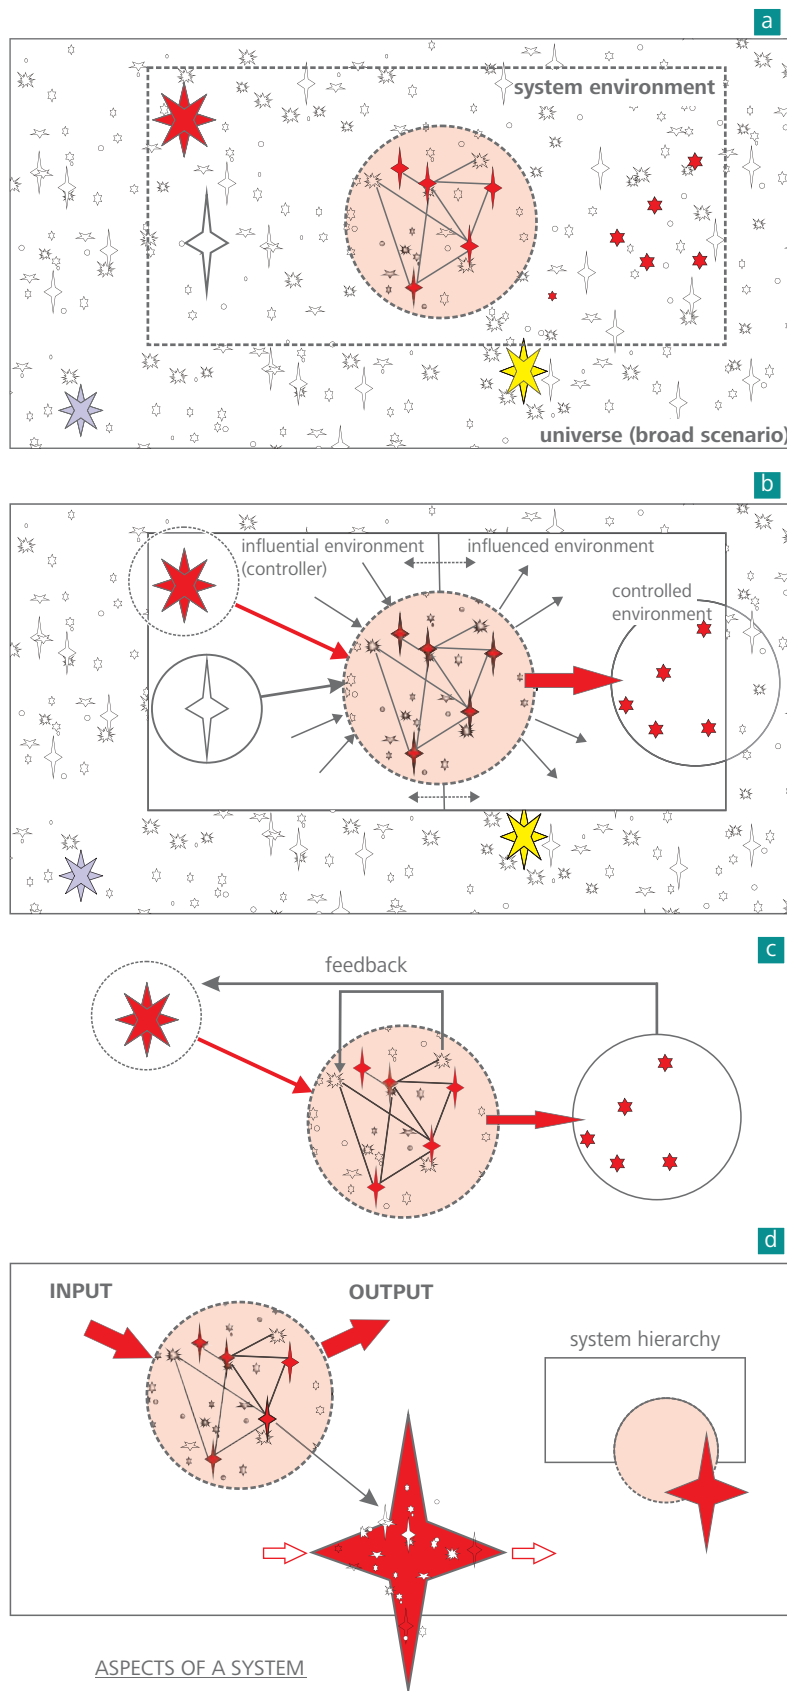 a
system environment
universe (broad scenario)
b
influential environment
(controller)
influenced environment
controlled
environment
c
feedback
d
INPUT
OUTPUT
system hierarchy
ASPECTS OF A SYSTEM